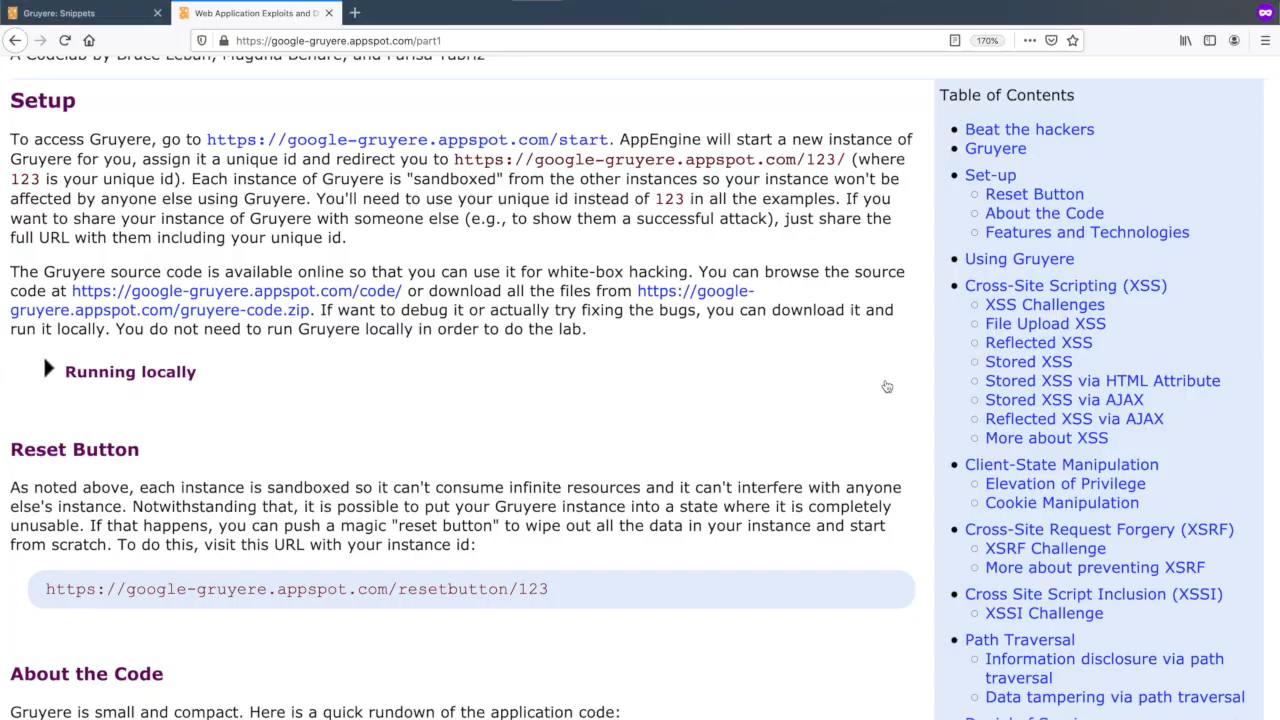 Gruyere: Snippets
Web Application Exploits and D
https://google-gruyere.appspot.com/part1
170%
A Codelab by Bruce Leban, Mugdha Bendre, and Parisa Tabriz
Setup
To access Gruyere, go to https://google-gruyere.appspot.com/start. AppEngine will start a new instance of
Gruyere for you, assign it a unique id and redirect you to https://google-gruyere.appspot.com/123/ (where
123 is your unique id). Each instance of Gruyere is "sandboxed" from the other instances so your instance won't be
affected by anyone else using Gruyere. You'll need to use your unique id instead of 123 in all the examples. If you
want to share your instance of Gruyere with someone else (e.g., to show them a successful attack), just share the
full URL with them including your unique id.
The Gruyere source code is available online so that you can use it for white-box hacking. You can browse the source
code at https://google-gruyere.appspot.com/code/ or download all the files from https://google-
gruyere.appspot.com/gruyere-code.zip. If want to debug it or actually try fixing the bugs, you can download it and
run it locally. You do not need to run Gruyere locally in order to do the lab.
Running locally
Reset Button
As noted above, each instance is sandboxed so it can't consume infinite resources and it can't interfere with anyone
else's instance. Notwithstanding that, it is possible to put your Gruyere instance into a state where it is completely
unusable. If that happens, you can push a magic "reset button" to wipe out all the data in your instance and start
from scratch. To do this, visit this URL with your instance id:
https://google-gruyere.appspot.com/resetbutton/123
About the Code
Gruyere is small and compact. Here is a quick rundown of the application code:
Table of Contents
Beat the hackers
Gruyere
Set-up
Reset Button
About the Code
Features and Technologies
Using Gruyere
Cross-Site Scripting (XSS)
XSS Challenges
File Upload XSS
Reflected XSS
Stored XSS
Stored XSS via HTML Attribute
Stored XSS via AJAX
Reflected XSS via AJAX
More about XSS
Client-State Manipulation
Elevation of Privilege
Cookie Manipulation
Cross-Site Request Forgery (XSRF)
XSRF Challenge
More about preventing XSRF
Cross Site Script Inclusion (XSSI)
XSSI Challenge
Path Traversal
Information disclosure via path
traversal
Data tampering via path traversal